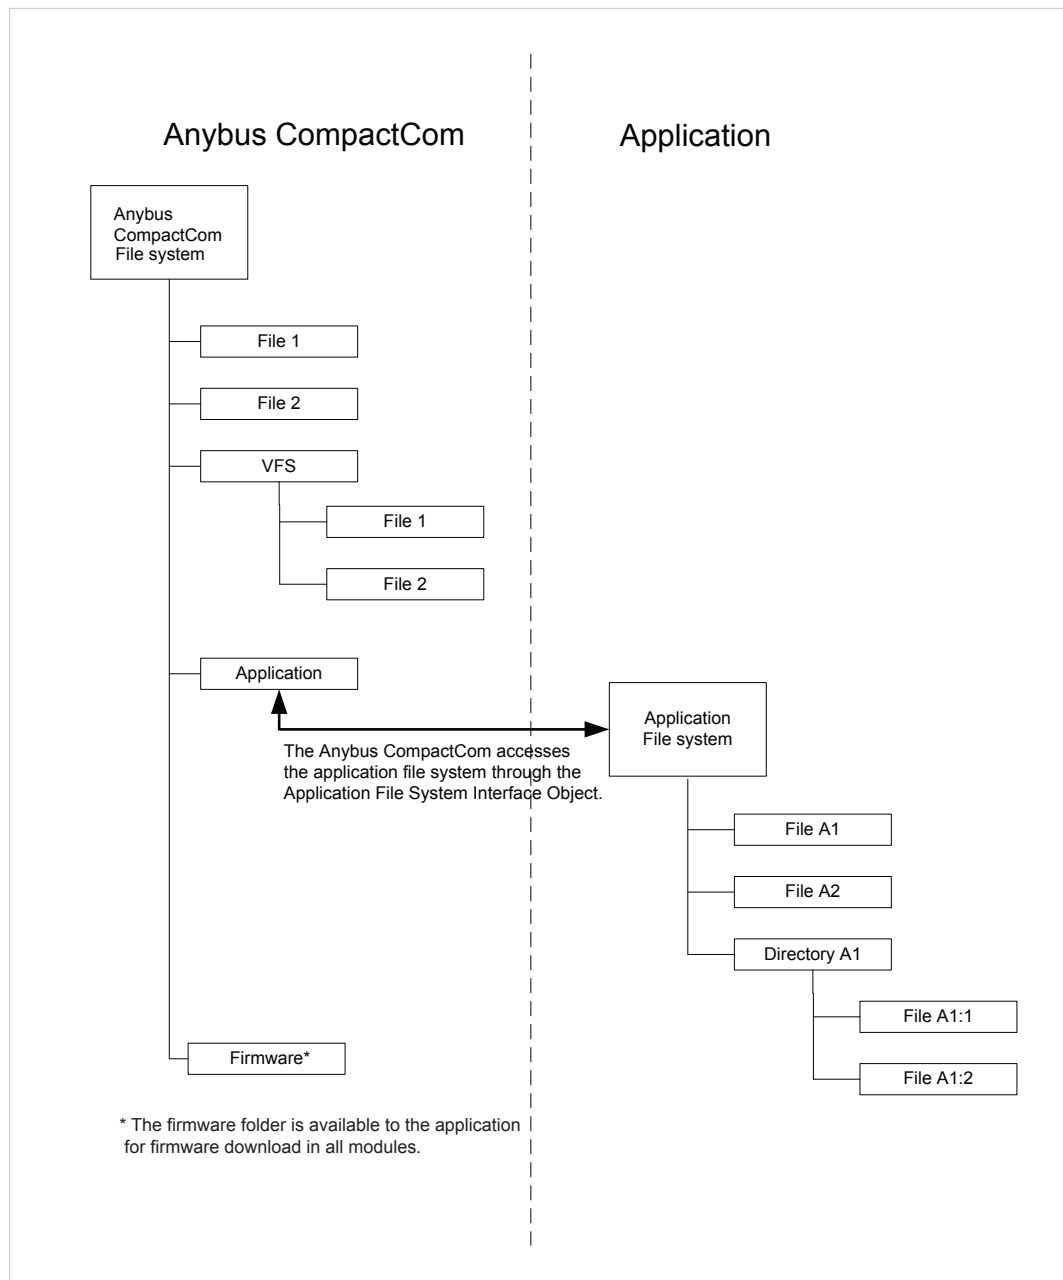 Anybus CompactCom
Application
Anybus
CompactCom
File system
File 1
File 2
VFS
File 1
File 2
Application
The Anybus CompactCom accesses
the application file system through the
Application File System Interface Object.
Application
File system
File A1
File A2
Directory A1
File A1:1
File A1:2
Firmware*
* The firmware folder is available to the application
for firmware download in all modules.